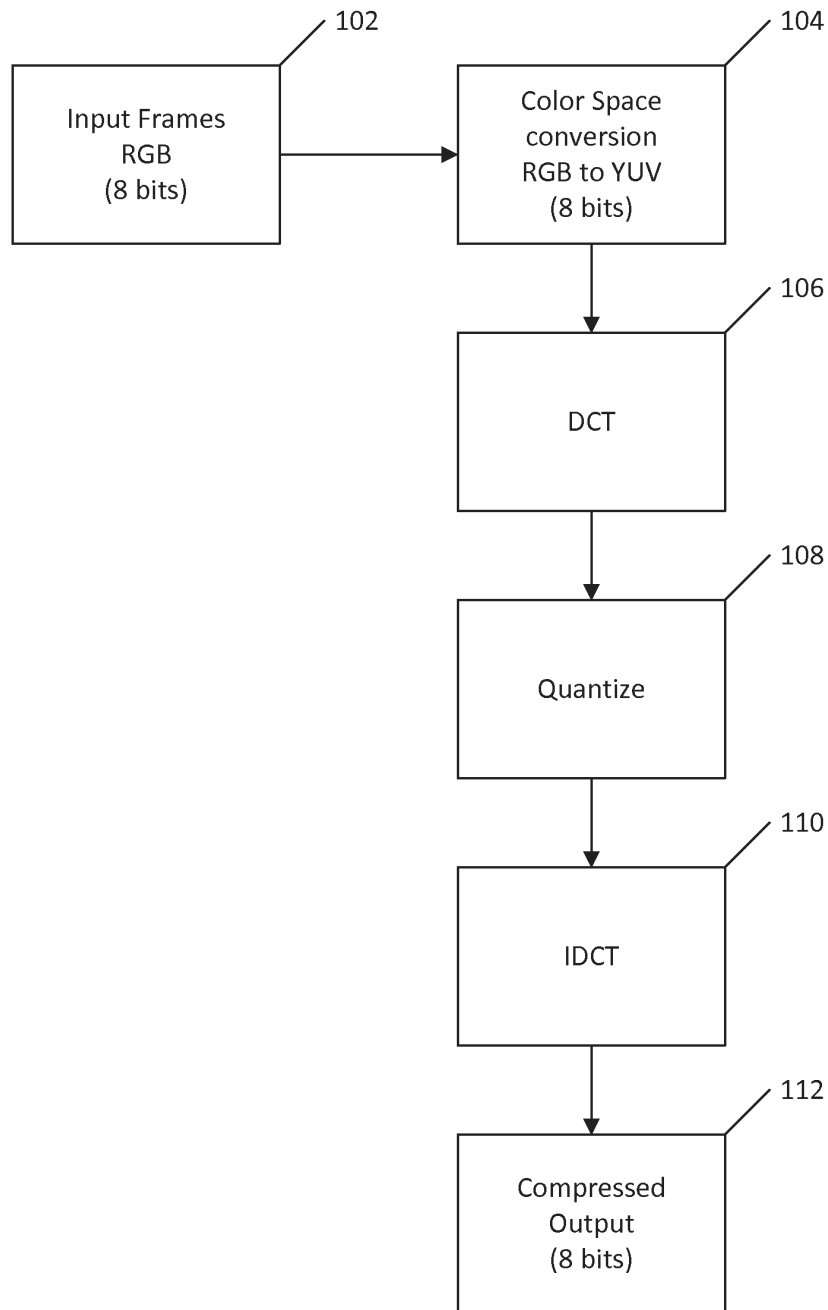 102
Input Frames
RGB
(8 bits)
104
Color Space
conversion
RGB to YUV
(8 bits)
106
DCT
108
Quantize
110
IDCT
112
Compressed
Output
(8 bits)